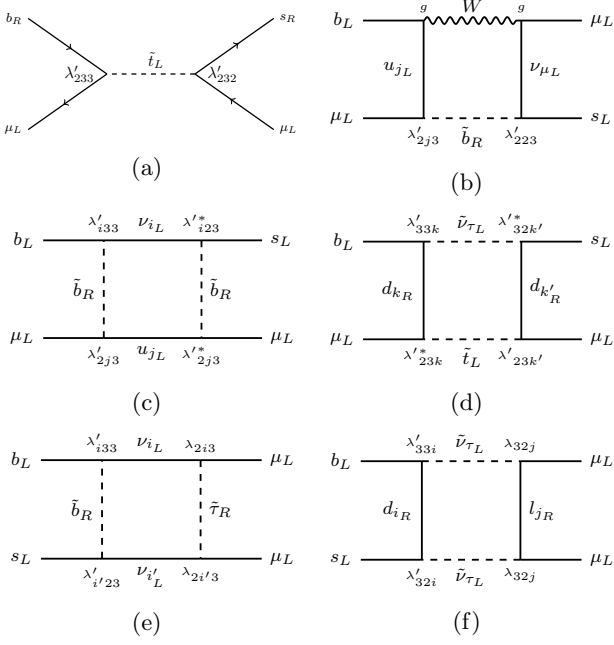 b_R s_R
t̃_L
λ′_233 λ′_232
μ_L μ_L
(a)
g W g
b_L μ_L
u_{j_L} ν_{μ_L}
μ_L s_L
λ′_{2j3} b̃_R λ′_223
(b)
λ′_{i33} ν_{i_L} λ′*_{i23}
b_L s_L
b̃_R b̃_R
μ_L μ_L
λ′_{2j3} u_{j_L} λ′*_{2j3}
(c)
λ′_{33k} ν̃_{τ_L} λ′*_{32k′}
b_L s_L
d_{k_R} d_{k′_R}
μ_L μ_L
λ′*_{23k} t̃_L λ′_{23k′}
(d)
λ′_{i33} ν_{i_L} λ_{2i3}
b_L μ_L
b̃_R τ̃_R
s_L μ_L
λ′_{i′23} ν_{i′_L} λ_{2i′3}
(e)
λ′_{33i} ν̃_{τ_L} λ_{32j}
b_L μ_L
d_{i_R} l_{j_R}
s_L μ_L
λ′_{32i} ν̃_{τ_L} λ_{32j}
(f)